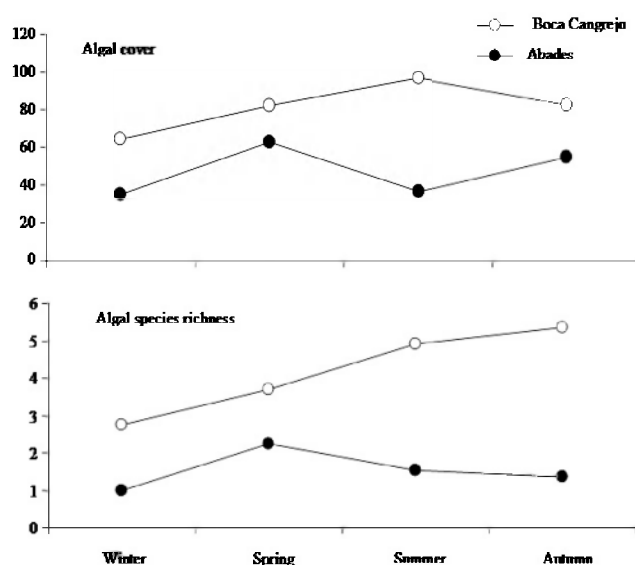 120
Algal cover
Boca Cangrejo
Abades
100
80
60
40
20
0
6
Algal species richness
5
4
3
2
1
0
Winter Spring Summer Autumn